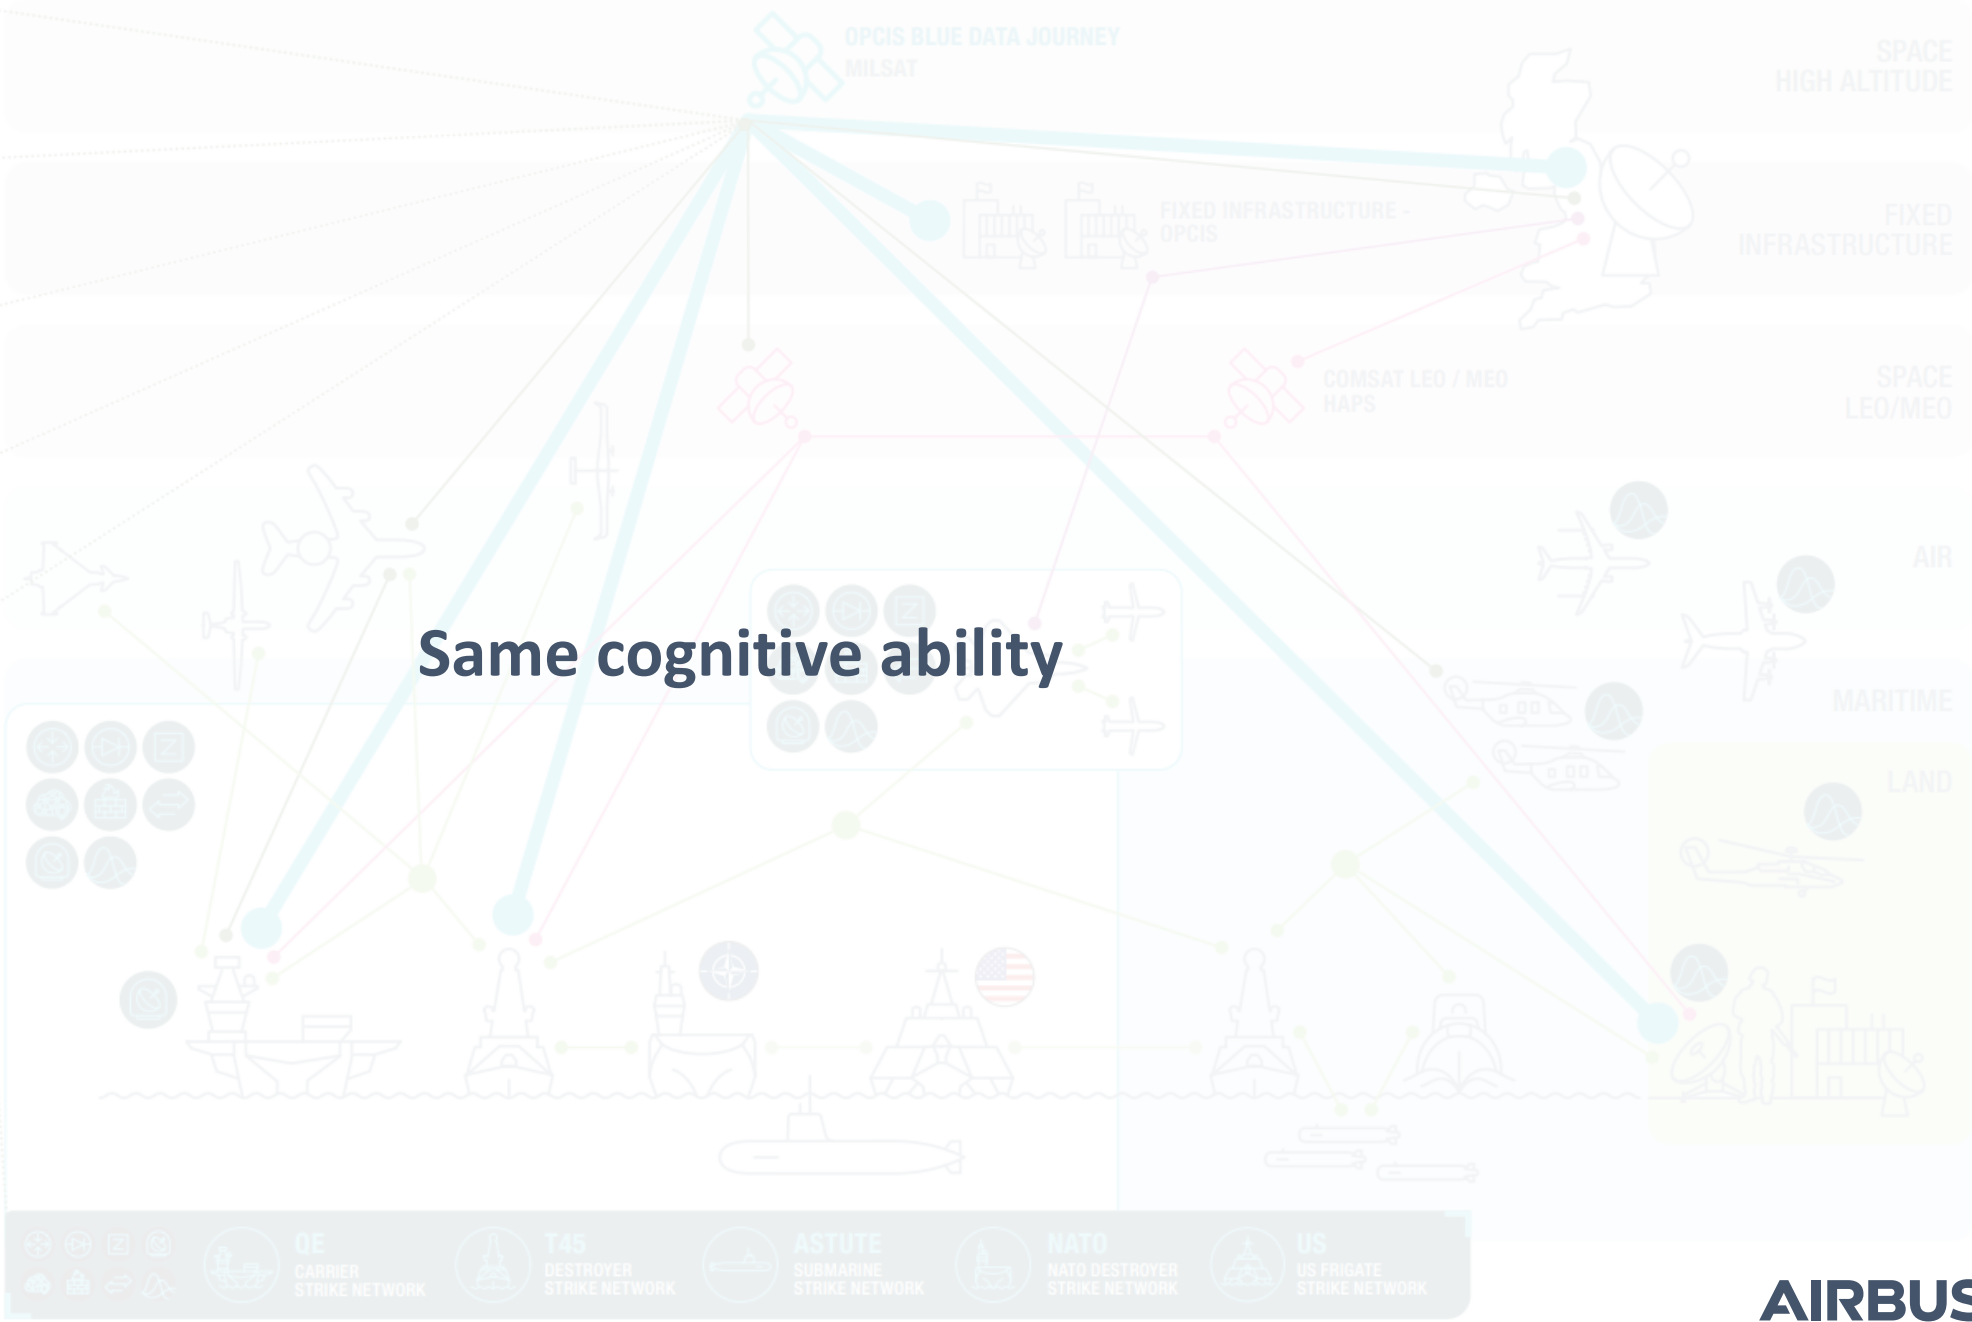 OPCIS BLUE DATA JOURNEY
MILSAT
SPACE
HIGH ALTITUDE
FIXED INFRASTRUCTURE -
OPCIS
FIXED
INFRASTRUCTURE
COMSAT LEO / MEO
HAPS
SPACE
LEO/MEO
AIR
Same cognitive ability
MARITIME
LAND
QE
CARRIER
STRIKE NETWORK
T45
DESTROYER
STRIKE NETWORK
ASTUTE
SUBMARINE
STRIKE NETWORK
NATO
NATO DESTROYER
STRIKE NETWORK
US
US FRIGATE
STRIKE NETWORK
AIRBUS